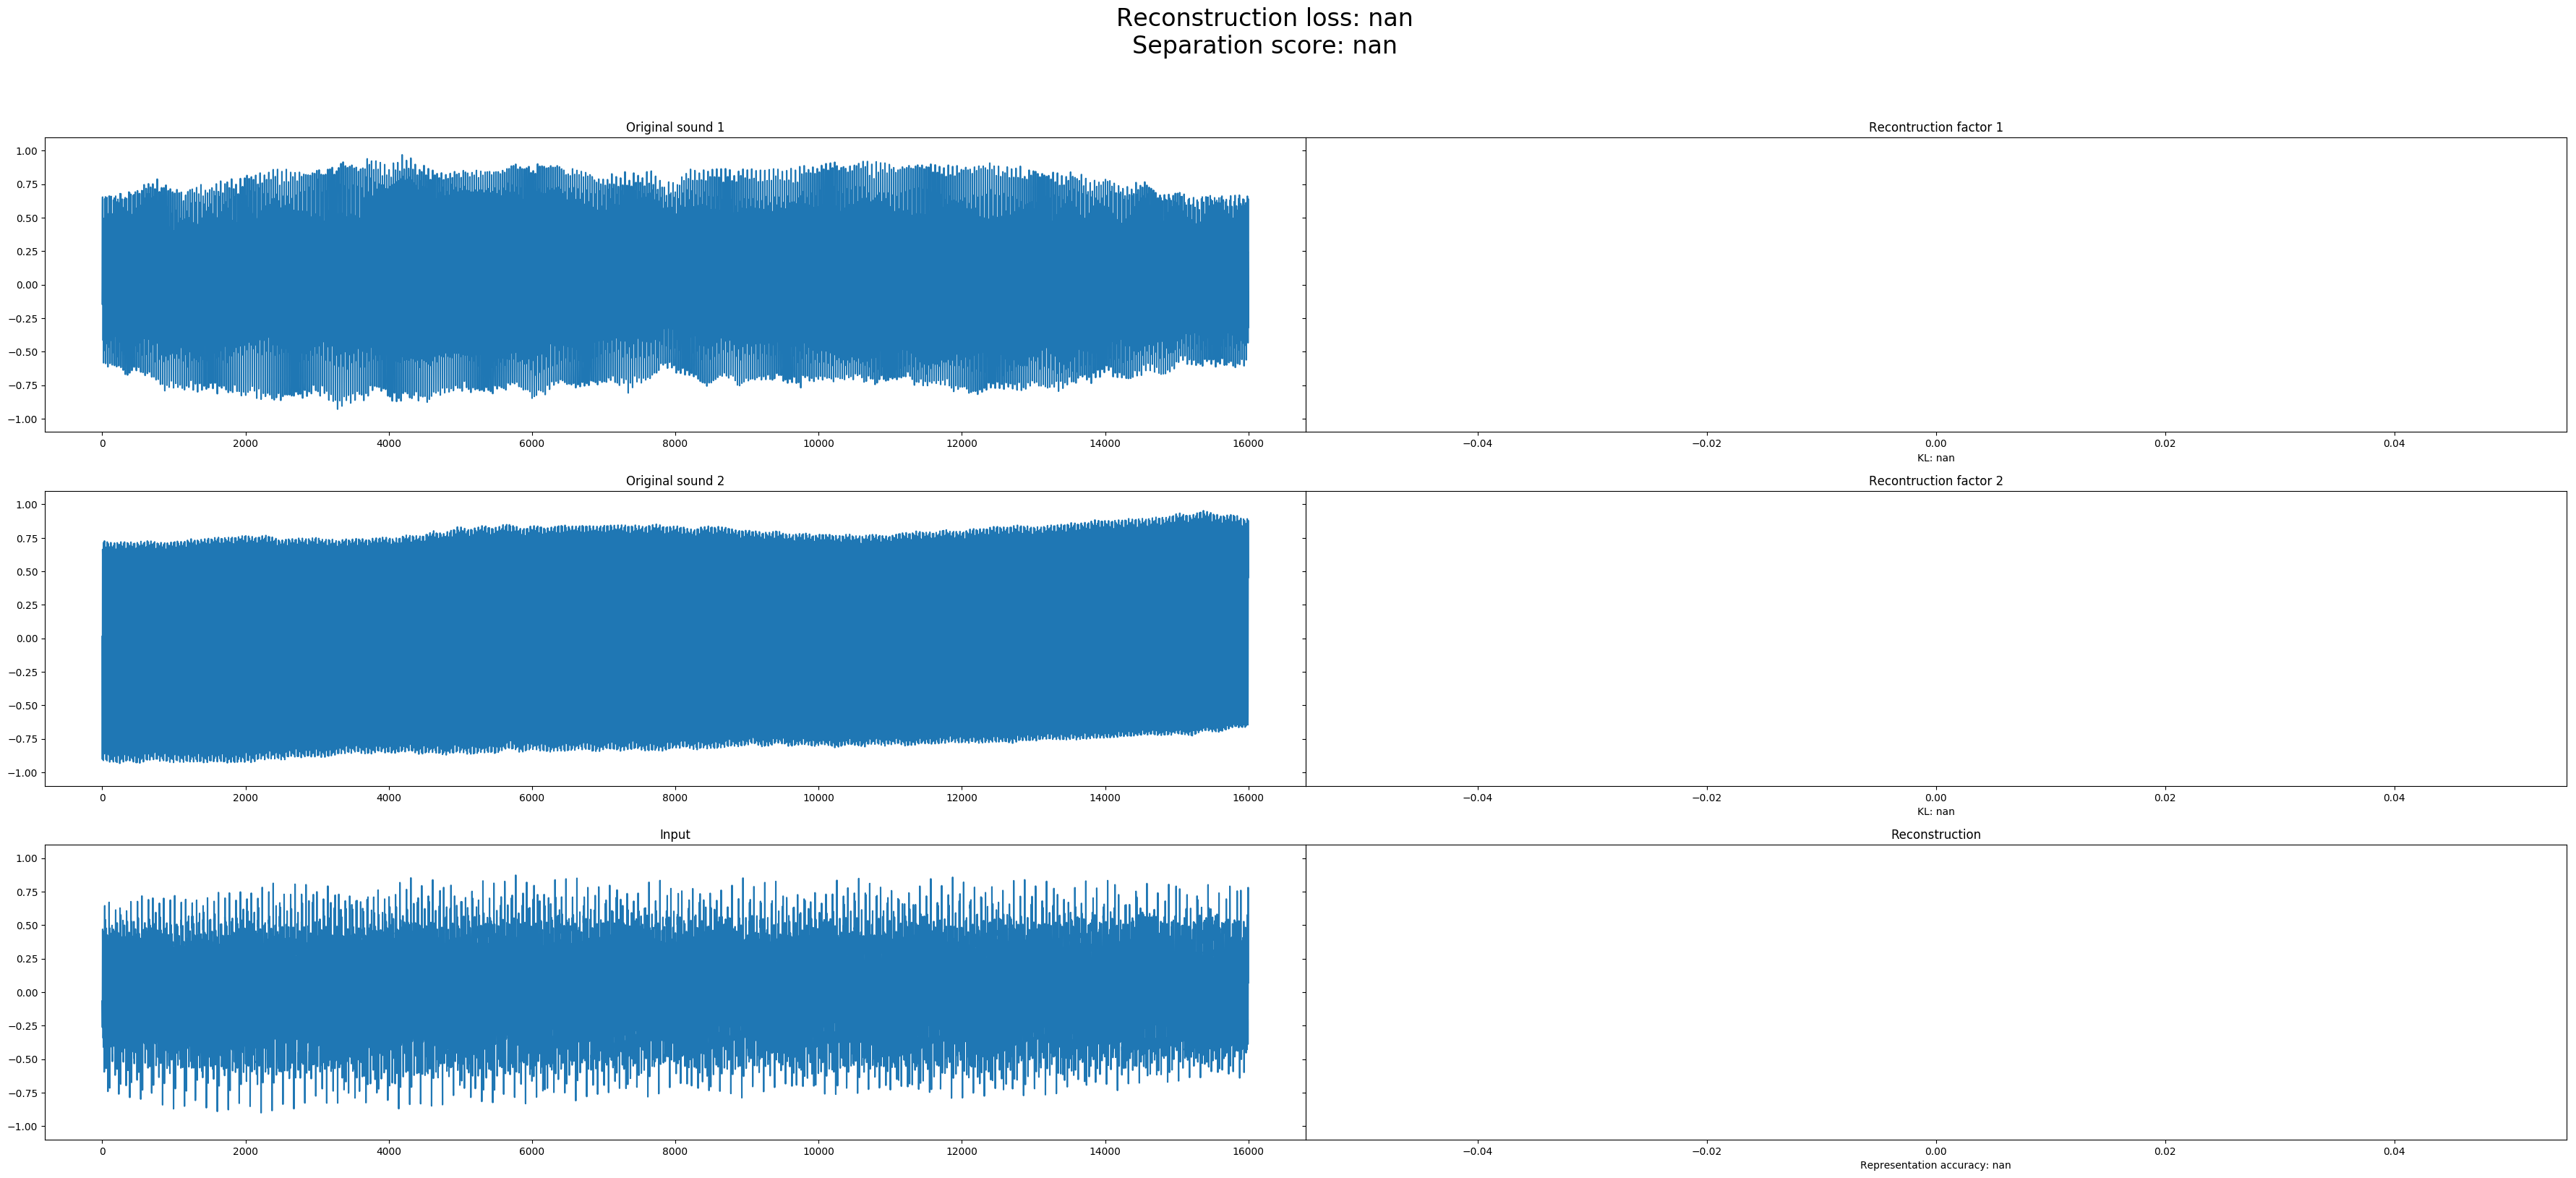 Reconstruction loss: nan
Separation score: nan
Original sound 1
Recontruction factor 1
1.00
0.75
0.50
0.25
0.00
−0.25
−0.50
−0.75
−1.00
0 2000 4000 6000 8000 10000 12000 14000 16000
−0.04 −0.02 0.00 0.02 0.04
KL: nan
Original sound 2
Recontruction factor 2
1.00
0.75
0.50
0.25
0.00
−0.25
−0.50
−0.75
−1.00
0 2000 4000 6000 8000 10000 12000 14000 16000
−0.04 −0.02 0.00 0.02 0.04
KL: nan
Input
Reconstruction
1.00
0.75
0.50
0.25
0.00
−0.25
−0.50
−0.75
−1.00
0 2000 4000 6000 8000 10000 12000 14000 16000
−0.04 −0.02 0.00 0.02 0.04
Representation accuracy: nan